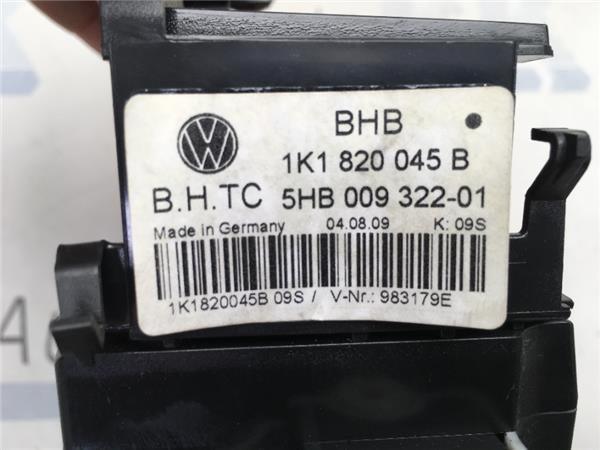 BHB
1K1 820 045 B
B.H.TC 5HB 009 322-01
Made in Germany 04.08.09 K: 09S
1K1820045B 09S / V-Nr.: 983179E